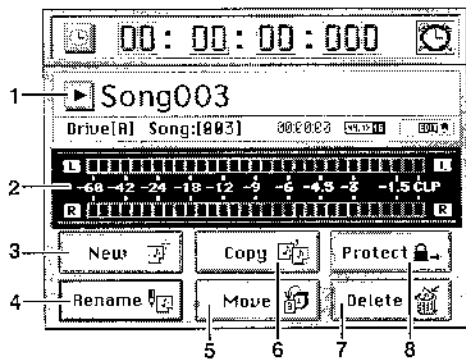 00: 00: 00: 000
1
Song003
Drive[A] Song:[003]
2
L L
-60 -42 -24 -18 -12 -9 -6 -4.5 -3 -1.5 CLP
R R
3 New Copy Protect
4 Rename Move Delete
5 6 7 8